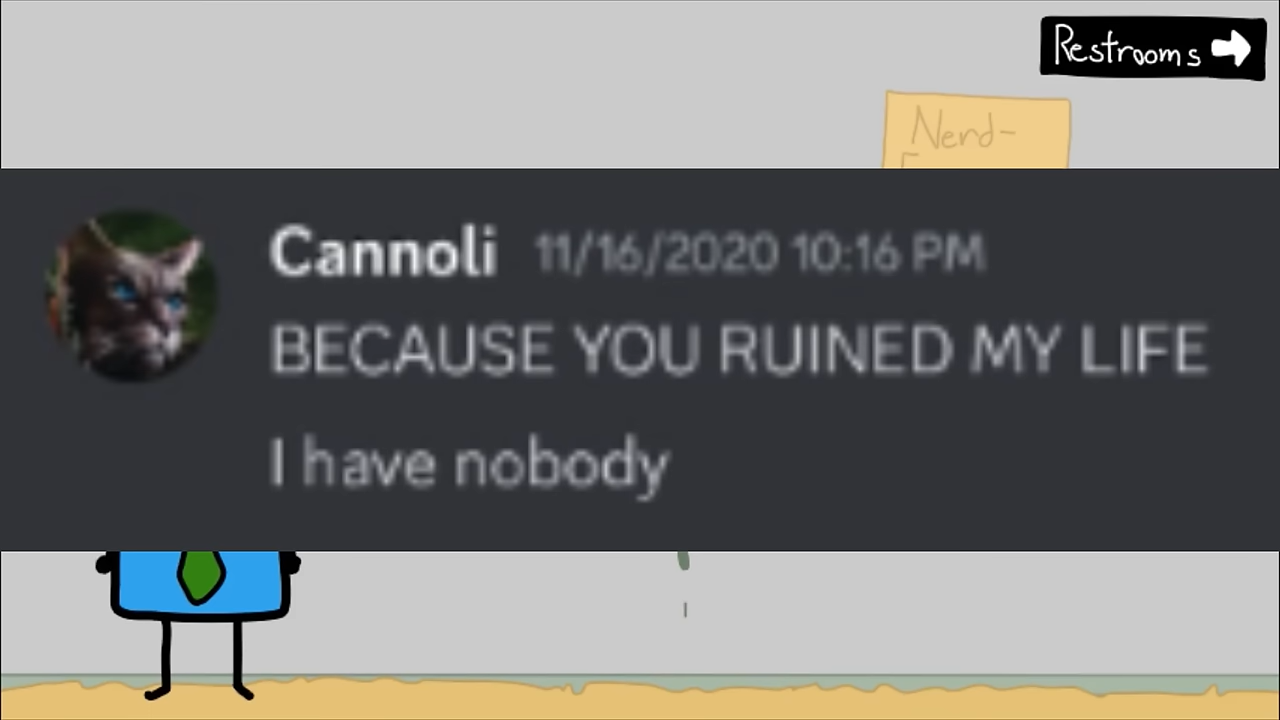 Restrooms
Nerd-
Cannoli 11/16/2020 10:16 PM
BECAUSE YOU RUINED MY LIFE
I have nobody